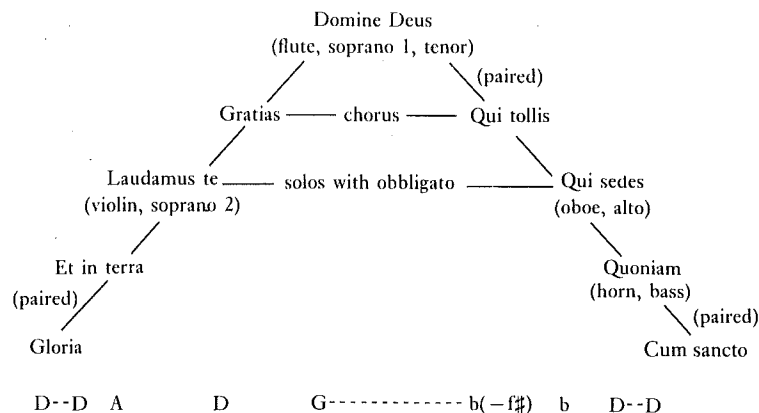 Domine Deus
(flute, soprano 1, tenor)
(paired)
Gratias chorus Qui tollis
Laudamus te solos with obbligato Qui sedes
(violin, soprano 2) (oboe, alto)
Et in terra Quoniam
(paired) (horn, bass)
(paired)
Gloria Cum sancto
D--D A D G------------b(–f♯) b D--D